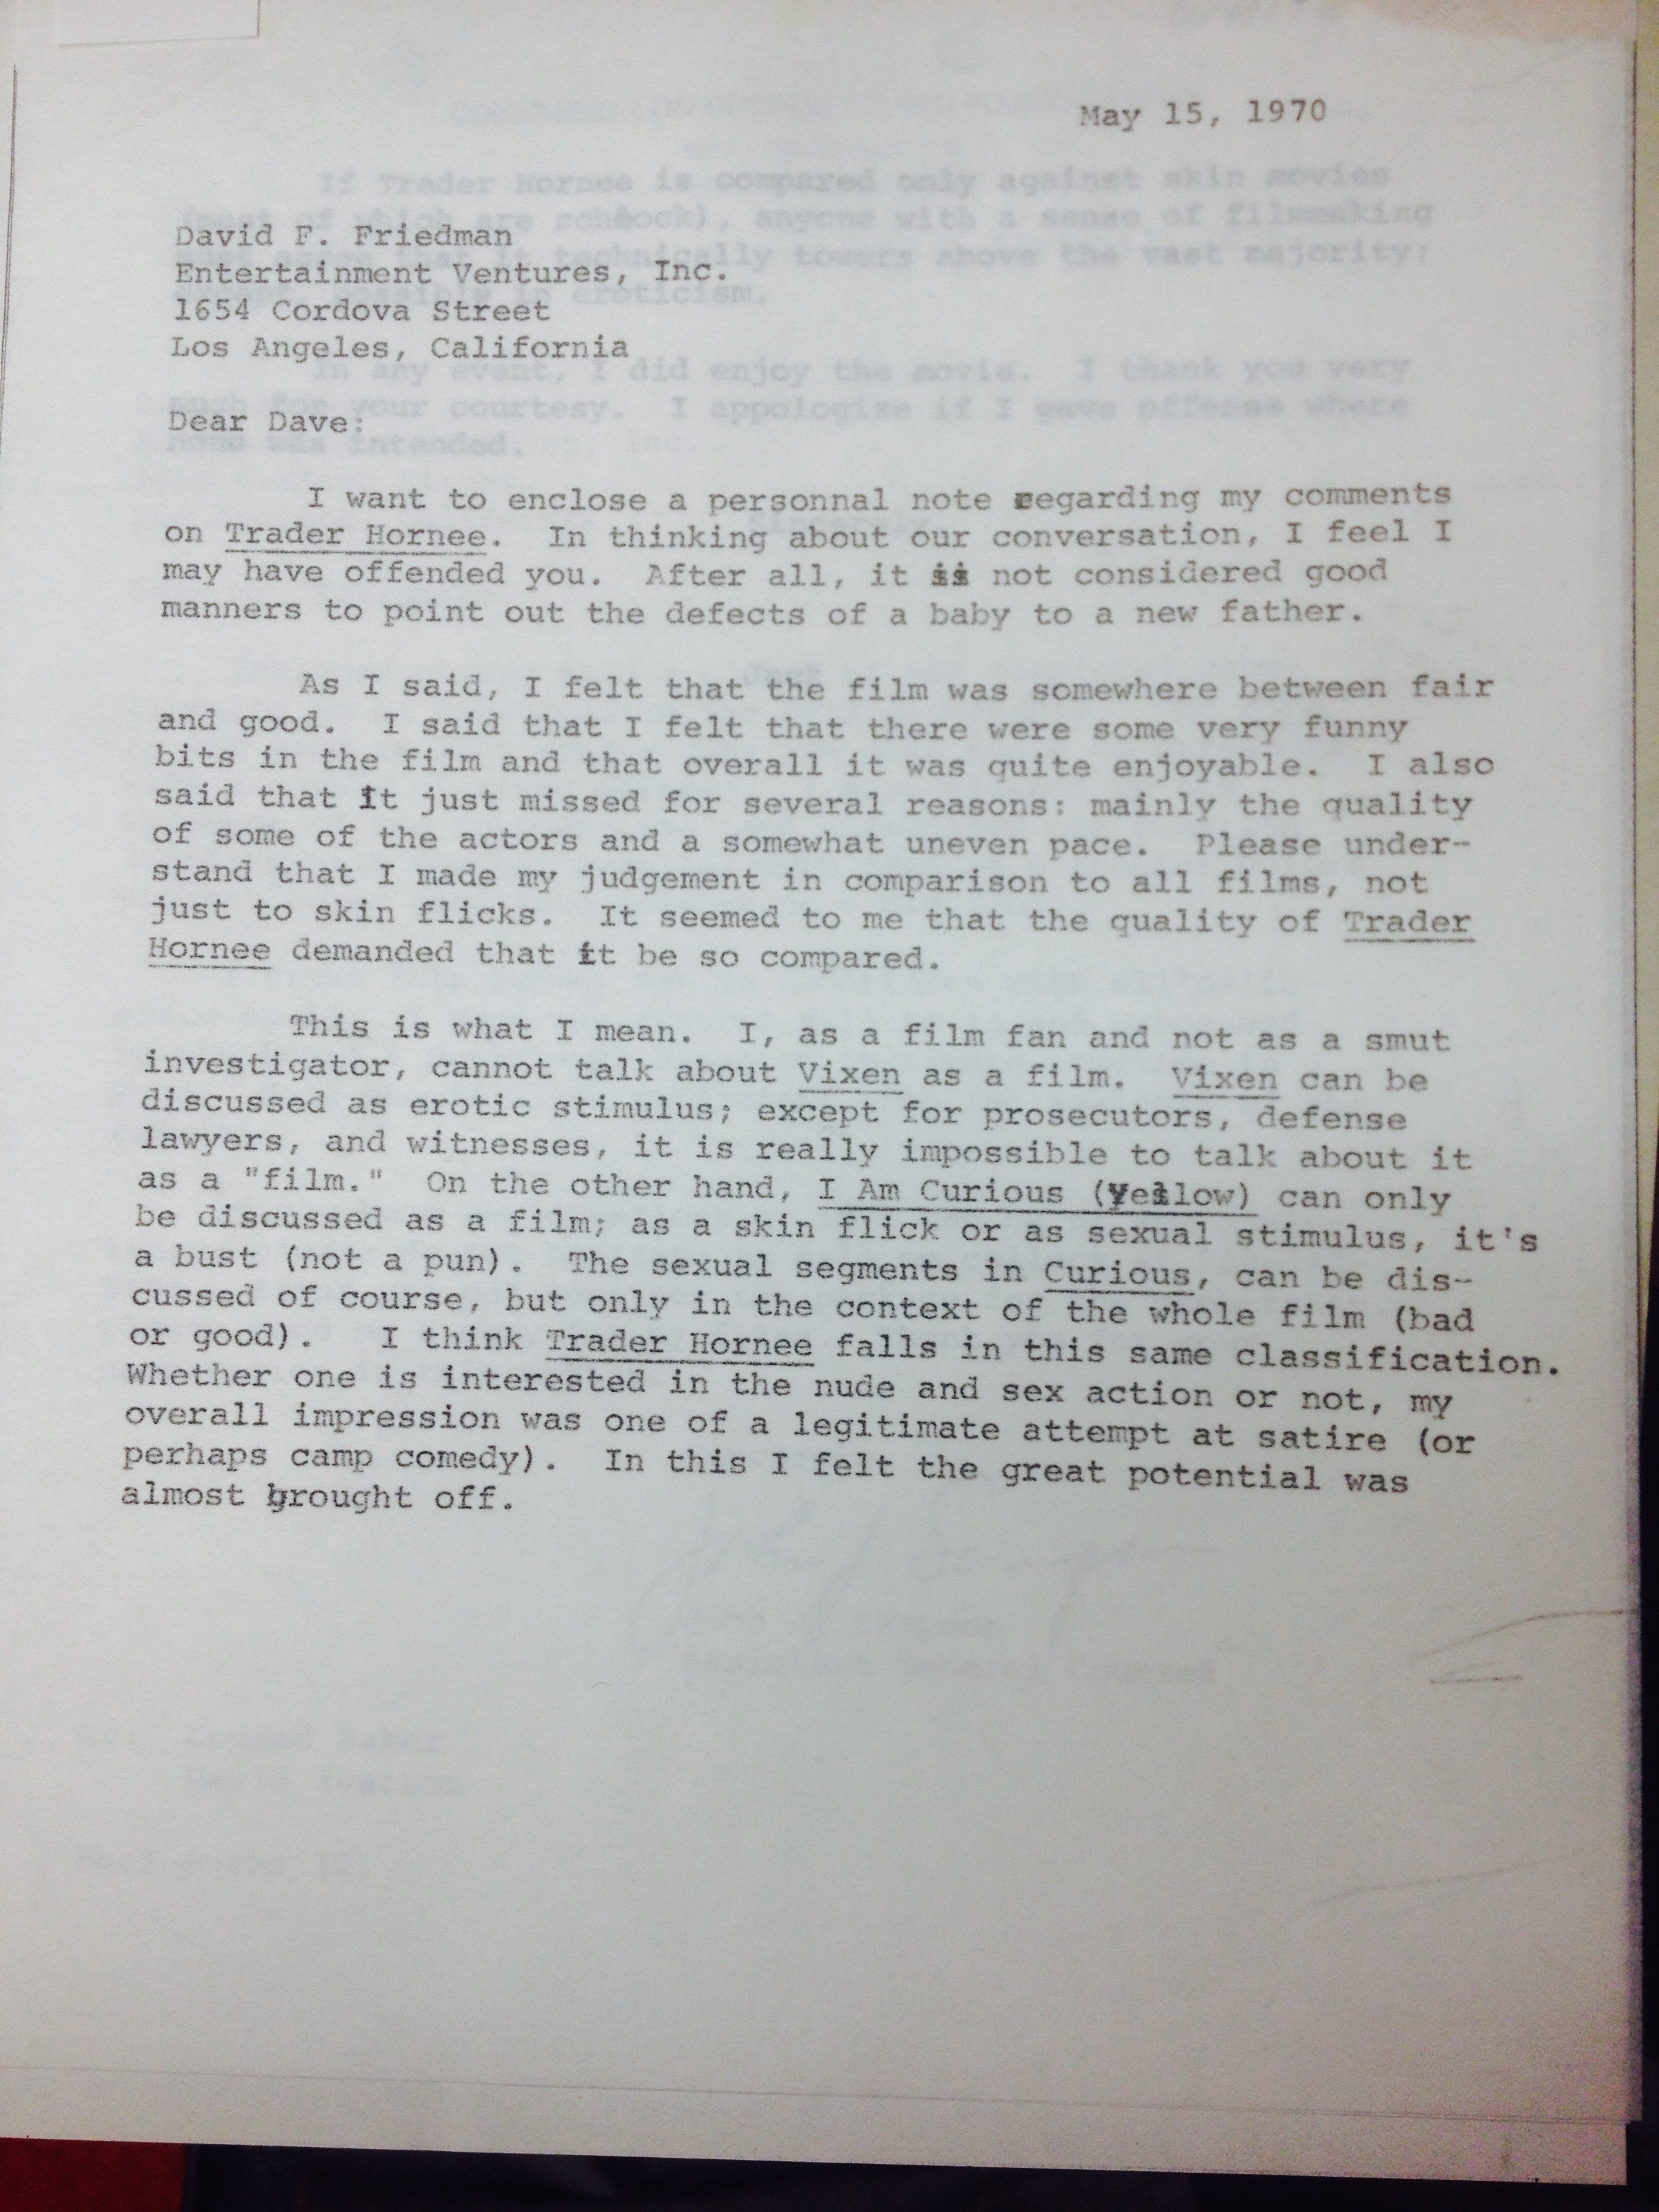 May 15, 1970
David F. Friedman
Entertainment Ventures, Inc.
1654 Cordova Street
Los Angeles, California
Dear Dave:
I want to enclose a personnal note regarding my comments
on Trader Hornee. In thinking about our conversation, I feel I
may have offended you. After all, it is not considered good
manners to point out the defects of a baby to a new father.
As I said, I felt that the film was somewhere between fair
and good. I said that I felt that there were some very funny
bits in the film and that overall it was quite enjoyable. I also
said that it just missed for several reasons: mainly the quality
of some of the actors and a somewhat uneven pace. Please under-
stand that I made my judgement in comparison to all films, not
just to skin flicks. It seemed to me that the quality of Trader
Hornee demanded that it be so compared.
This is what I mean. I, as a film fan and not as a smut
investigator, cannot talk about Vixen as a film. Vixen can be
discussed as erotic stimulus; except for prosecutors, defense
lawyers, and witnesses, it is really impossible to talk about it
as a "film." On the other hand, I Am Curious (Yellow) can only
be discussed as a film; as a skin flick or as sexual stimulus, it's
a bust (not a pun). The sexual segments in Curious, can be dis-
cussed of course, but only in the context of the whole film (bad
or good). I think Trader Hornee falls in this same classification.
Whether one is interested in the nude and sex action or not, my
overall impression was one of a legitimate attempt at satire (or
perhaps camp comedy). In this I felt the great potential was
almost brought off.